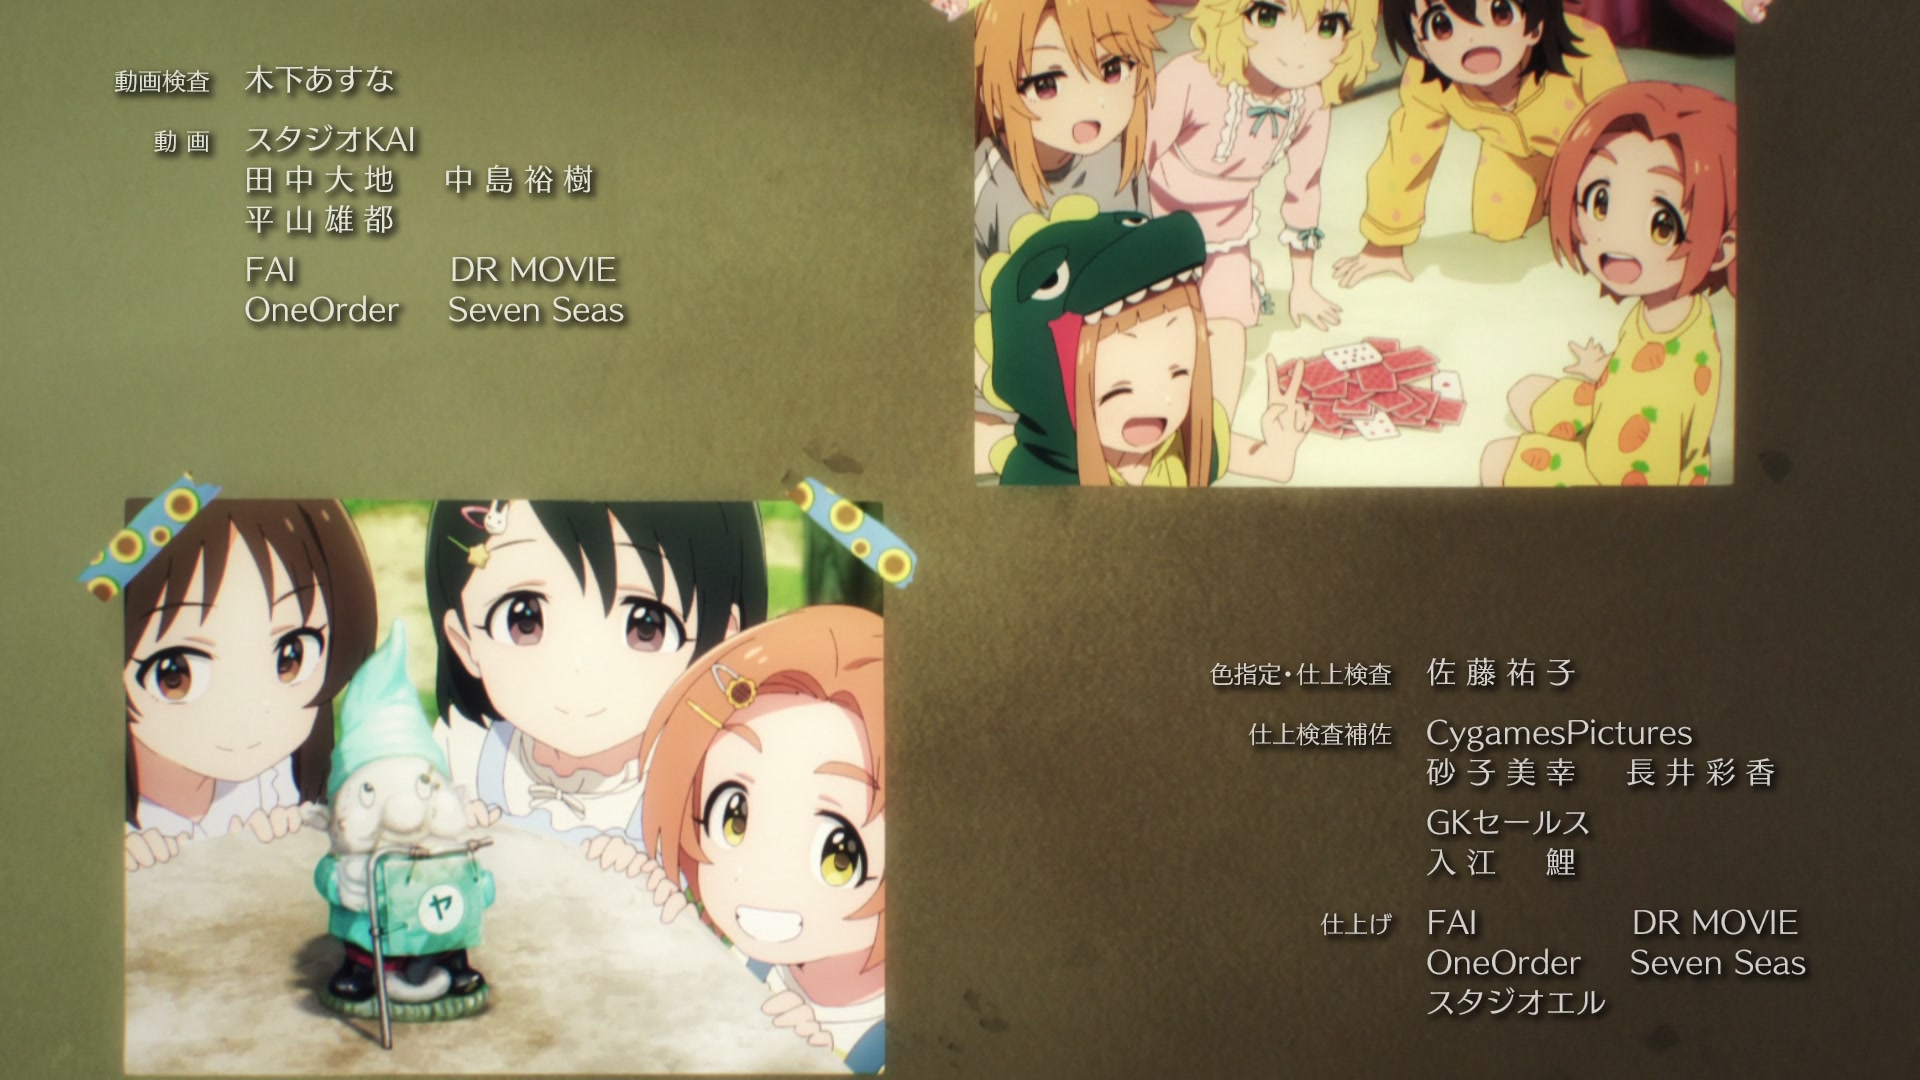 動画検査 木下あすな
動画 スタジオKAI
田中大地 中島裕樹
平山雄都
FAI DR MOVIE
OneOrder Seven Seas
ヤ
色指定・仕上検査 佐藤祐子
仕上検査補佐 CygamesPictures
砂子美幸 長井彩香
GKセールス
入江 鯉
仕上げ FAI DR MOVIE
OneOrder Seven Seas
スタジオエル